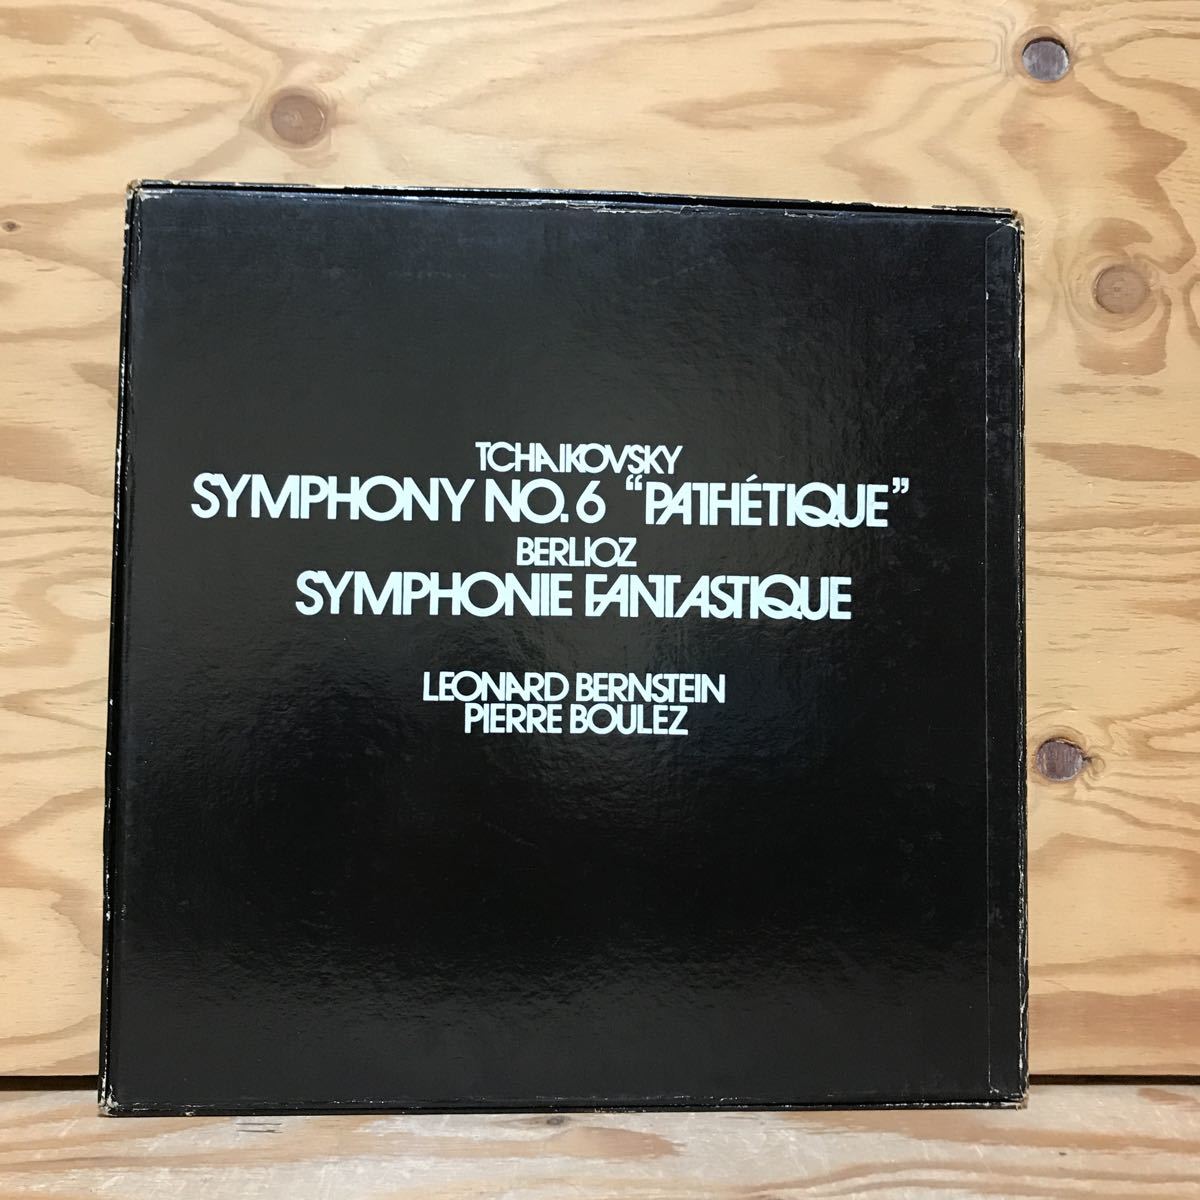 TCHAIKOVSKY
SYMPHONY NO. 6 “PATHÉTIQUE”
BERLIOZ
SYMPHONIE FANTASTIQUE
LEONARD BERNSTEIN
PIERRE BOULEZ